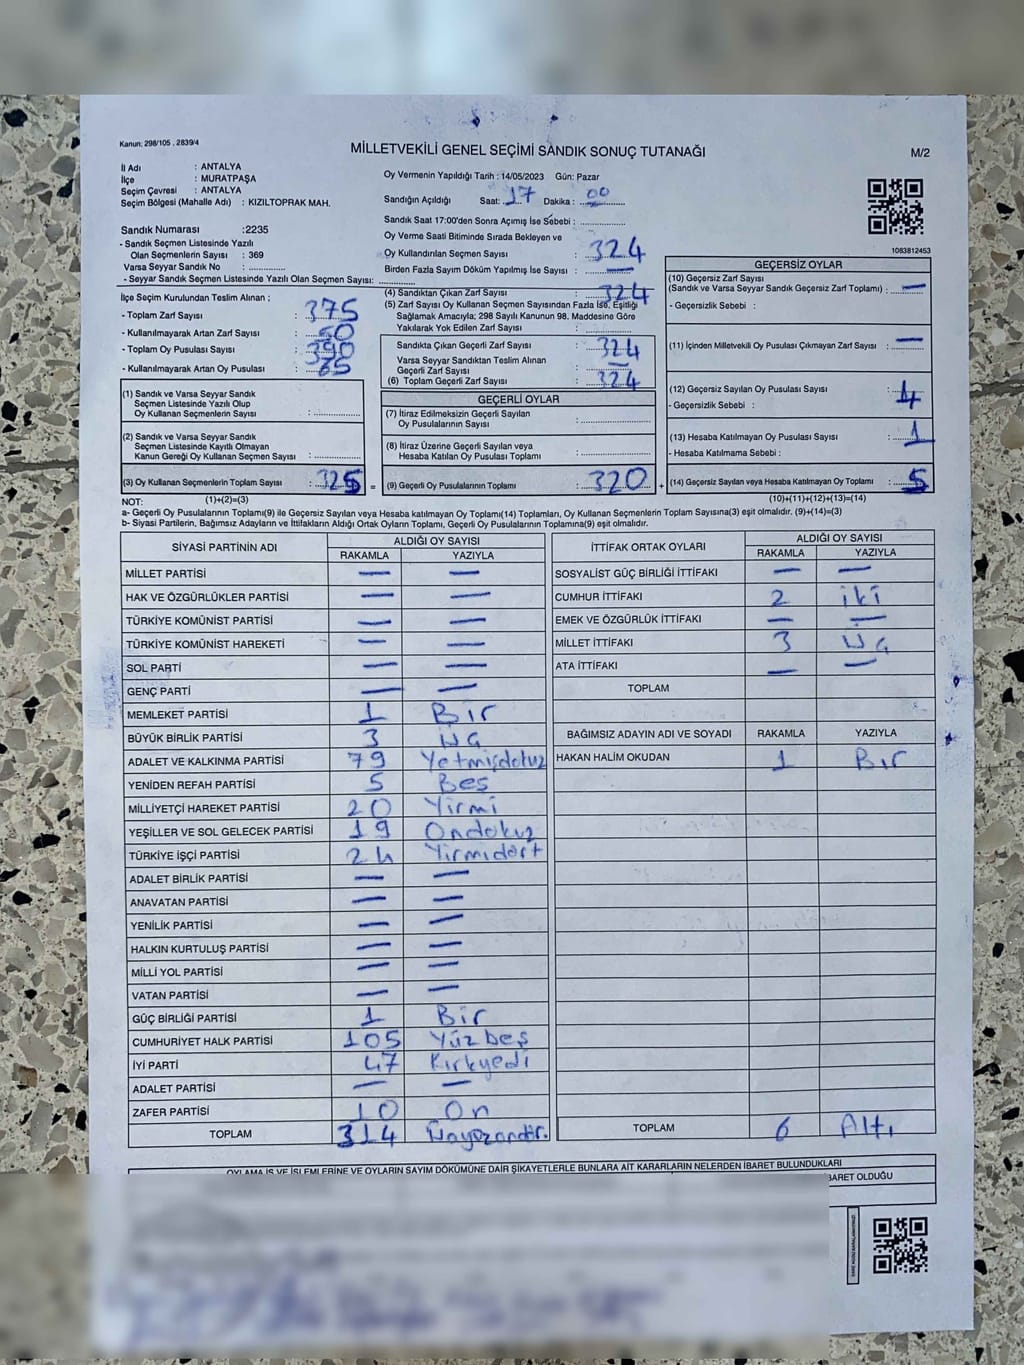 Kanun: 298/105 , 2839/4
MİLLETVEKİLİ GENEL SEÇİMİ SANDIK SONUÇ TUTANAĞI
M/2
İl Adı : ANTALYA
İlçe : MURATPAŞA
Seçim Çevresi : ANTALYA
Seçim Bölgesi (Mahalle Adı) : KIZILTOPRAK MAH.
Sandık Numarası :2235
- Sandık Seçmen Listesinde Yazılı
Olan Seçmenlerin Sayısı : 369
Varsa Seyyar Sandık No : ..............
- Seyyar Sandık Seçmen Listesinde Yazılı Olan Seçmen Sayısı: ..............
İlçe Seçim Kurulundan Teslim Alınan ;
- Toplam Zarf Sayısı : 375
- Kullanılmayarak Artan Zarf Sayısı : 50
- Toplam Oy Pusulası Sayısı : 390
- Kullanılmayarak Artan Oy Pusulası : 65
(1) Sandık ve Varsa Seyyar Sandık
Seçmen Listesinde Yazılı Olup
Oy Kullanan Seçmenlerin Sayısı : ..............
(2) Sandık ve Varsa Seyyar Sandık
Seçmen Listesinde Kayıtlı Olmayan
Kanun Gereği Oy Kullanan Seçmen Sayısı : ..............
(3) Oy Kullanan Seçmenlerin Toplam Sayısı : 325 =
Oy Vermenin Yapıldığı Tarih : 14/05/2023 Gün: Pazar
Sandığın Açıldığı Saat: 17 Dakika : 00
Sandık Saat 17:00'den Sonra Açımış İse Sebebi : ..............
Oy Verme Saati Bitiminde Sırada Bekleyen ve
Oy Kullandırılan Seçmen Sayısı : 324
Birden Fazla Sayım Döküm Yapılmış İse Sayısı : —
(4) Sandıktan Çıkan Zarf Sayısı : 324
(5) Zarf Sayısı Oy Kullanan Seçmen Sayısından Fazla İse, Eşitliği
Sağlamak Amacıyla; 298 Sayılı Kanunun 98. Maddesine Göre
Yakılarak Yok Edilen Zarf Sayısı : ..............
Sandıkta Çıkan Geçerli Zarf Sayısı : 324
Varsa Seyyar Sandıktan Teslim Alınan
Geçerli Zarf Sayısı : —
(6) Toplam Geçerli Zarf Sayısı : 324
GEÇERLİ OYLAR
(7) İtiraz Edilmeksizin Geçerli Sayılan
Oy Pusulalarının Sayısı : ..............
(8) İtiraz Üzerine Geçerli Sayılan veya
Hesaba Katılan Oy Pusulası Toplamı : ..............
(9) Geçerli Oy Pusulalarının Toplamı : 320 +
1083812453
GEÇERSİZ OYLAR
(10) Geçersiz Zarf Sayısı
(Sandık ve Varsa Seyyar Sandık Geçersiz Zarf Toplamı) : —
- Geçersizlik Sebebi :
(11) İçinden Milletvekili Oy Pusulası Çıkmayan Zarf Sayısı : —
(12) Geçersiz Sayılan Oy Pusulası Sayısı : 4
- Geçersizlik Sebebi :
(13) Hesaba Katılmayan Oy Pusulası Sayısı : 1
- Hesaba Katılmama Sebebi :
(14) Geçersiz Sayılan veya Hesaba Katılmayan Oy Toplamı : 5
NOT: (1)+(2)=(3) (10)+(11)+(12)+(13)=(14)
a- Geçerli Oy Pusulalarının Toplamı(9) ile Geçersiz Sayılan veya Hesaba katılmayan Oy Toplamı(14) Toplamları, Oy Kullanan Seçmenlerin Toplam Sayısına(3) eşit olmalıdır. (9)+(14)=(3)
b- Siyasi Partilerin, Bağımsız Adayların ve İttifakların Aldığı Ortak Oyların Toplamı, Geçerli Oy Pusulalarının Toplamına(9) eşit olmalıdır.
SİYASİ PARTİNİN ADI ALDIĞI OY SAYISI
RAKAMLA YAZIYLA
MİLLET PARTİSİ — —
HAK VE ÖZGÜRLÜKLER PARTİSİ — —
TÜRKİYE KOMÜNİST PARTİSİ — —
TÜRKİYE KOMÜNİST HAREKETİ — —
SOL PARTİ — —
GENÇ PARTİ — —
MEMLEKET PARTİSİ 1 Bir
BÜYÜK BİRLİK PARTİSİ 3 Üç
ADALET VE KALKINMA PARTİSİ 79 Yetmişdokuz
YENİDEN REFAH PARTİSİ 5 Beş
MİLLİYETÇİ HAREKET PARTİSİ 20 Yirmi
YEŞİLLER VE SOL GELECEK PARTİSİ 19 Ondokuz
TÜRKİYE İŞÇİ PARTİSİ 24 Yirmidört
ADALET BİRLİK PARTİSİ — —
ANAVATAN PARTİSİ — —
YENİLİK PARTİSİ — —
HALKIN KURTULUŞ PARTİSİ — —
MİLLİ YOL PARTİSİ — —
VATAN PARTİSİ — —
GÜÇ BİRLİĞİ PARTİSİ 1 Bir
CUMHURİYET HALK PARTİSİ 105 Yüzbeş
İYİ PARTİ 47 Kırkyedi
ADALET PARTİSİ — —
ZAFER PARTİSİ 10 On
TOPLAM 314 Üçyüzondör.
İTTİFAK ORTAK OYLARI ALDIĞI OY SAYISI
RAKAMLA YAZIYLA
SOSYALİST GÜÇ BİRLİĞİ İTTİFAKI — —
CUMHUR İTTİFAKI 2 iki
EMEK VE ÖZGÜRLÜK İTTİFAKI — —
MİLLET İTTİFAKI 3 Üç
ATA İTTİFAKI — —
TOPLAM
BAĞIMSIZ ADAYIN ADI VE SOYADI RAKAMLA YAZIYLA
HAKAN HALİM OKUDAN 1 Bir
TOPLAM 6 Altı
OYLAMA İŞ VE İŞLEMLERİNE VE OYLARIN SAYIM DÖKÜMÜNE DAİR ŞİKAYETLERLE BUNLARA AİT KARARLARIN NELERDEN İBARET BULUNDUKLARI
BARET OLDUĞU